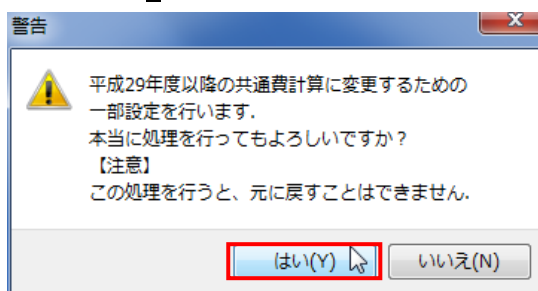 警告
平成29年度以降の共通費計算に変更するための
一部設定を行います.
本当に処理を行ってもよろしいですか？
【注意】
この処理を行うと、元に戻すことはできません.
はい(Y) いいえ(N)